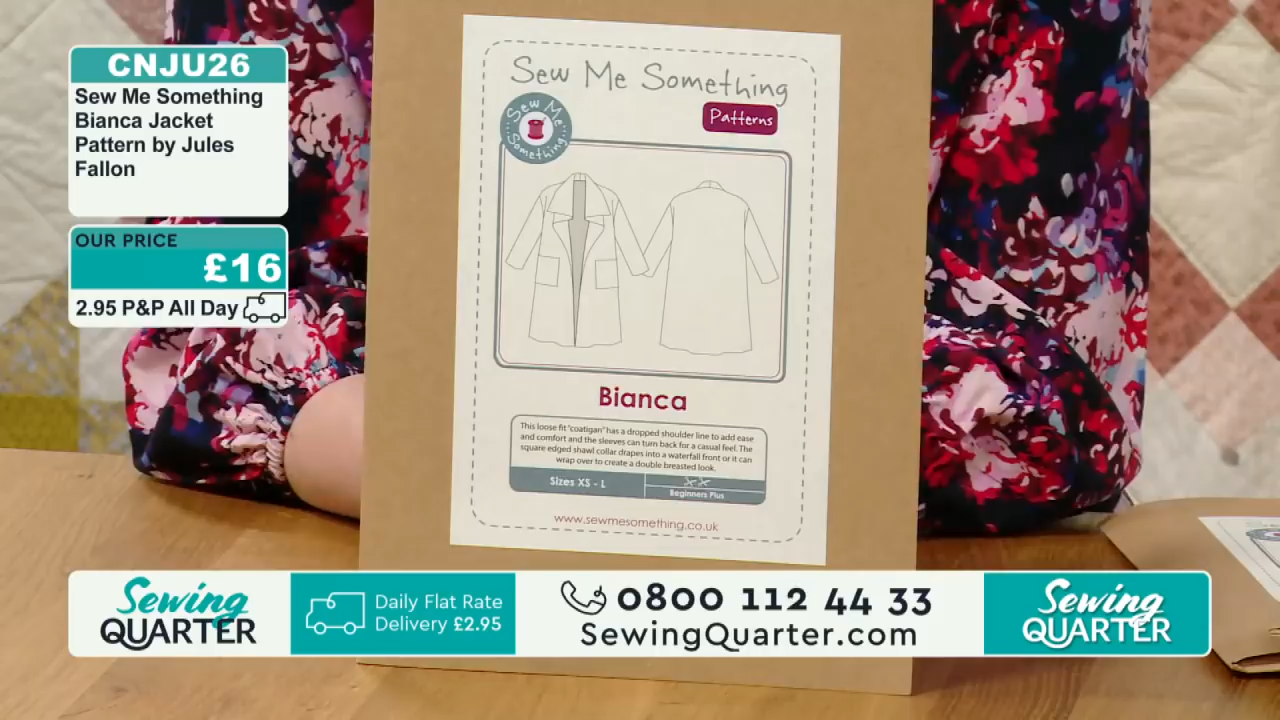 CNJU26
Sew Me Something
Bianca Jacket
Pattern by Jules
Fallon
OUR PRICE
£16
2.95 P&P All Day
Sew Me Something
Patterns
Sew Me
Something
Bianca
This loose fit "coatigan" has a dropped shoulder line to add ease
and comfort and the sleeves can turn back for a casual feel. The
square edged shawl collar drapes into a waterfall front or it can
wrap over to create a double breasted look.
Sizes XS - L
Beginners Plus
www.sewmesomething.co.uk
Sewing
QUARTER
Daily Flat Rate
Delivery £2.95
0800 112 44 33
SewingQuarter.com
Sewing
QUARTER